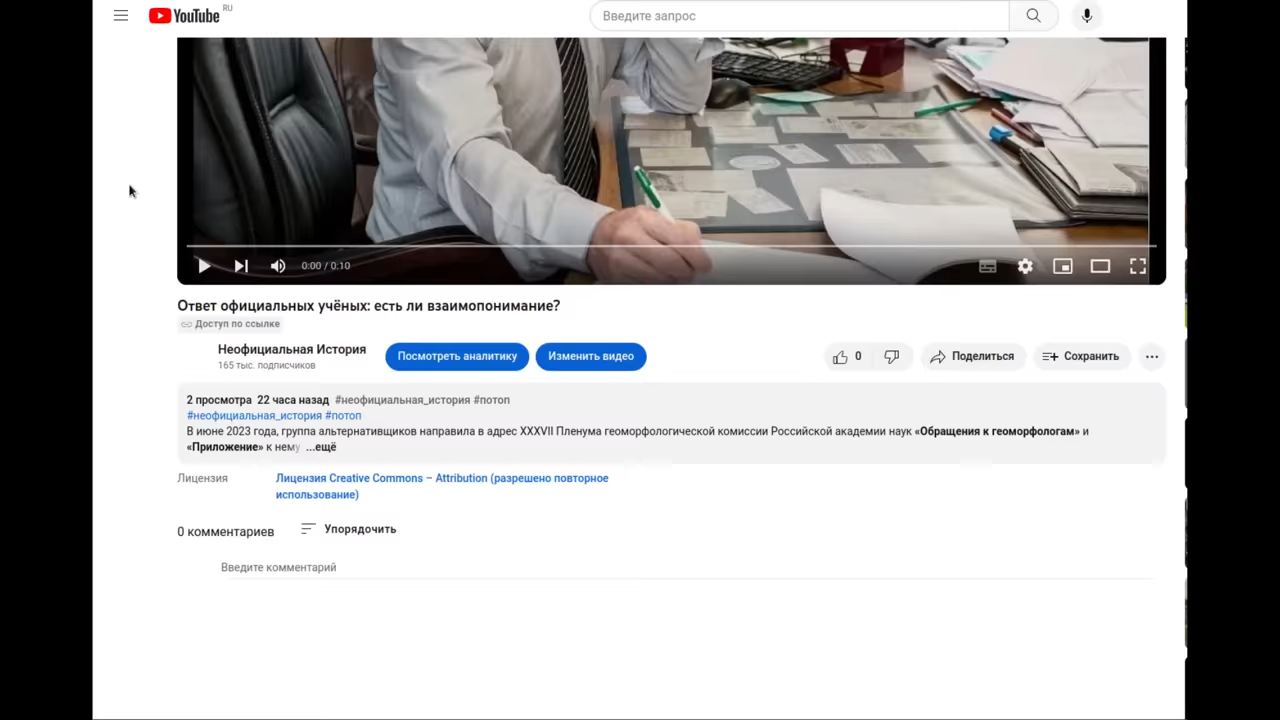 YouTube RU
Введите запрос
0:00 / 0:10
Ответ официальных учёных: есть ли взаимопонимание?
Доступ по ссылке
Неофициальная История
165 тыс. подписчиков
Посмотреть аналитику
Изменить видео
0
Поделиться
Сохранить
2 просмотра 22 часа назад #неофициальная_история #потоп
#неофициальная_история #потоп
В июне 2023 года, группа альтернативщиков направила в адрес XXXVII Пленума геоморфологической комиссии Российской академии наук «Обращения к геоморфологам» и
«Приложение» к нему ...ещё
Лицензия
Лицензия Creative Commons – Attribution (разрешено повторное
использование)
0 комментариев
Упорядочить
Введите комментарий